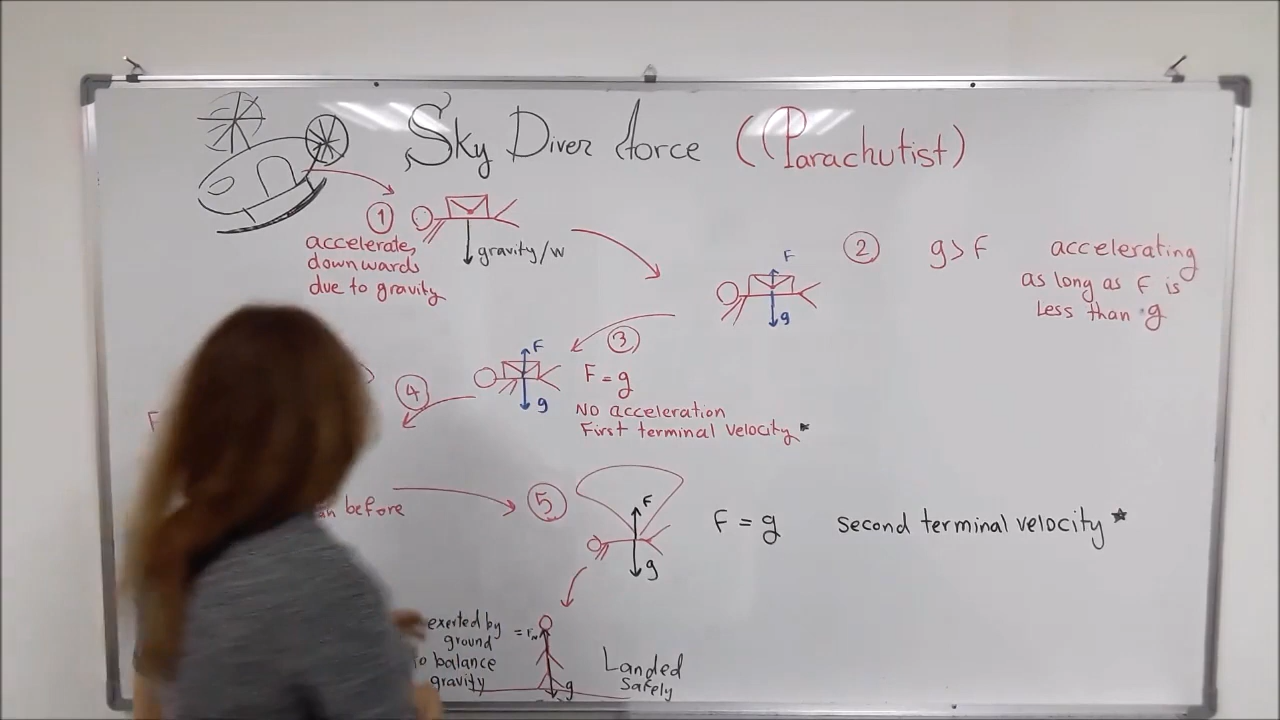 Sky Diver force (Parachutist)
1
accelerate
downwards
due to gravity
gravity/w
F
g
2
g > F accelerating
as long as F is
Less than g
3
F
g
F = g
NO acceleration
First terminal velocity *
4
F
before
5
F
g
F = g second terminal velocity ★
exerted by
ground
balance
gravity
= FN
g
Landed
safely